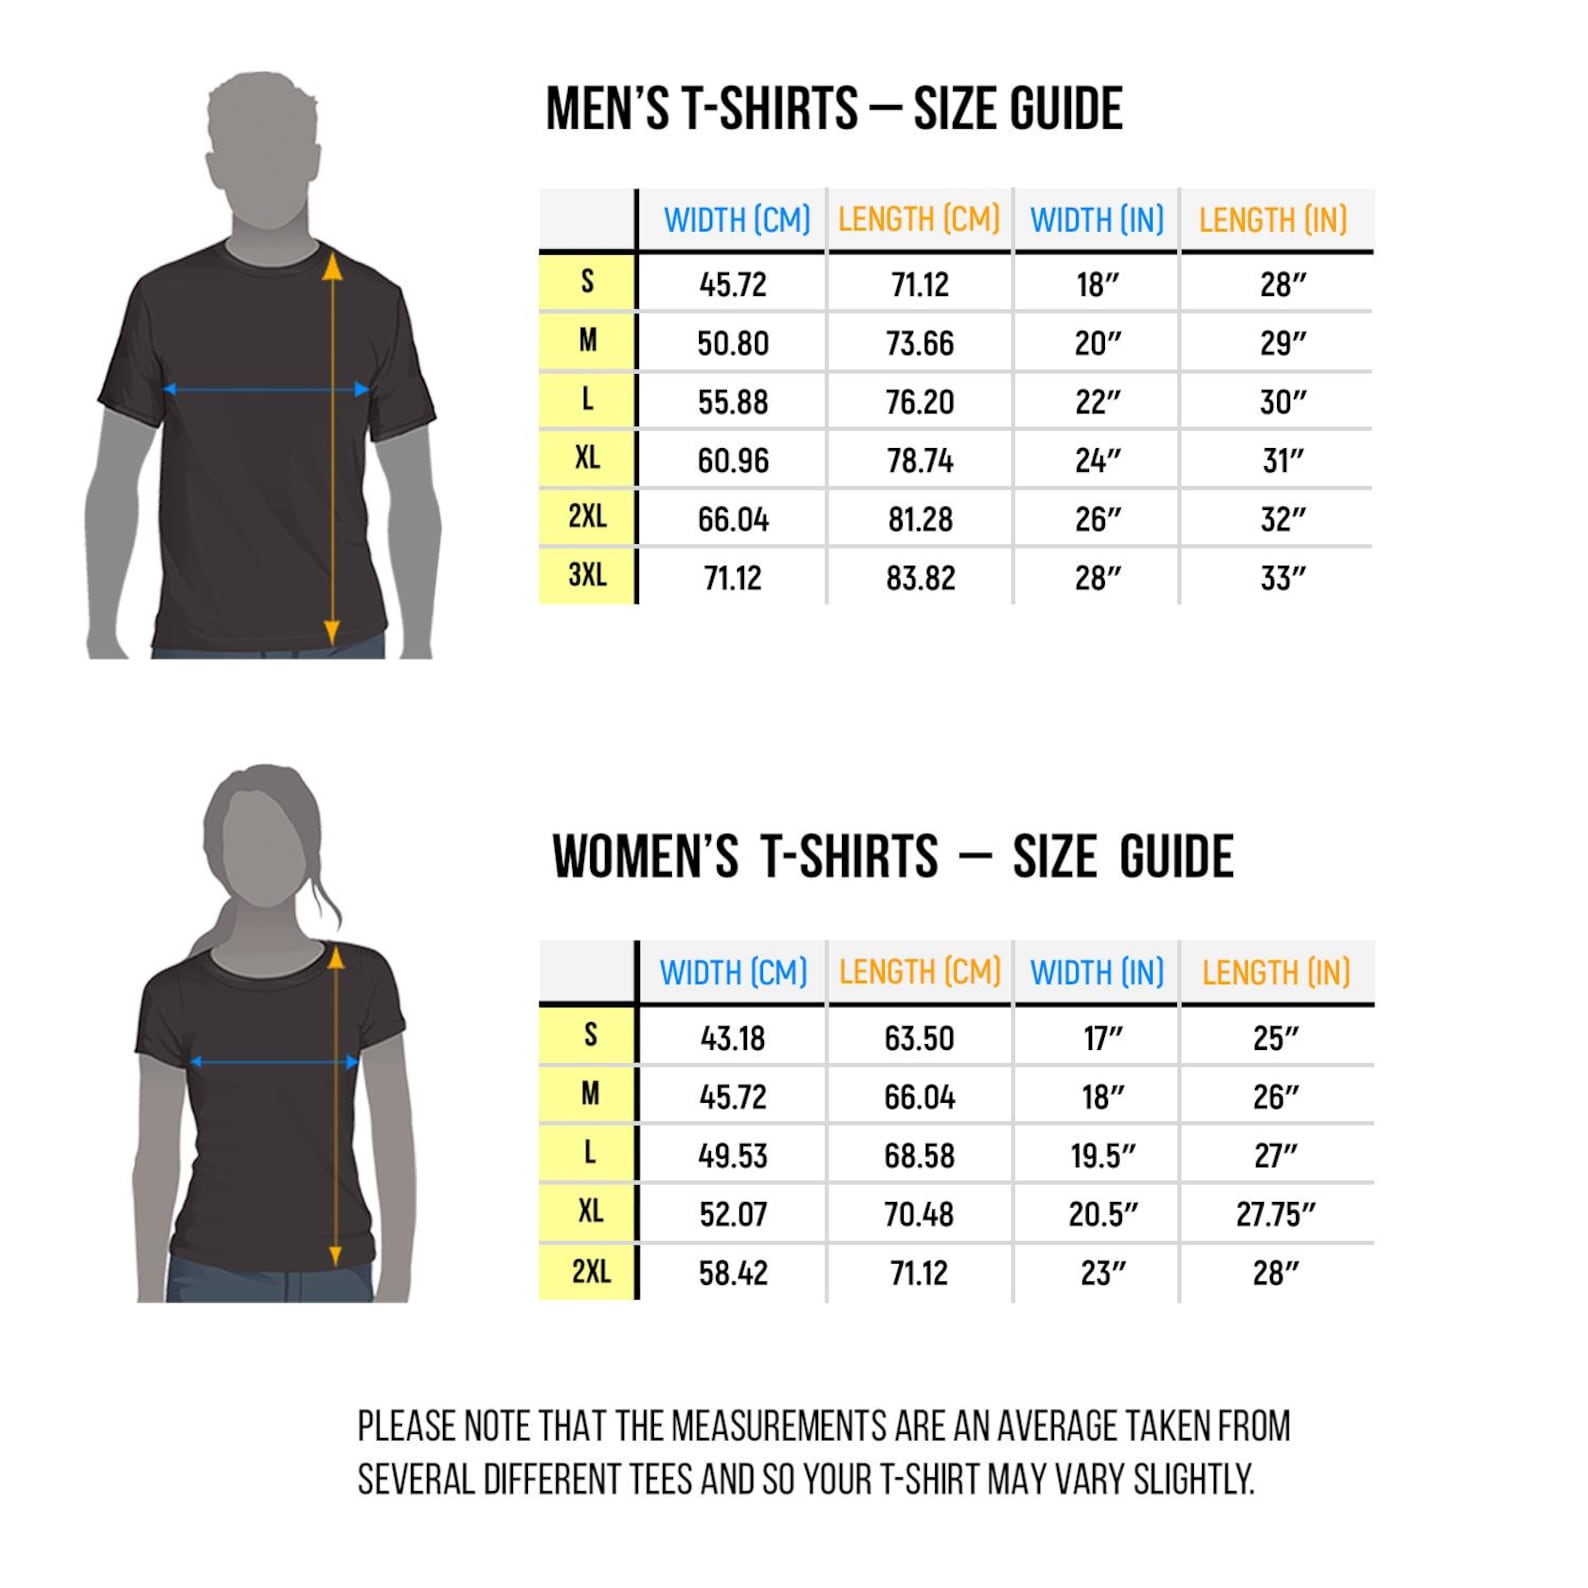 MEN’S T-SHIRTS – SIZE GUIDE
WIDTH (CM) LENGTH (CM) WIDTH (IN) LENGTH (IN)
S 45.72 71.12 18″ 28″
M 50.80 73.66 20″ 29″
L 55.88 76.20 22″ 30″
XL 60.96 78.74 24″ 31″
2XL 66.04 81.28 26″ 32″
3XL 71.12 83.82 28″ 33″
WOMEN’S T-SHIRTS – SIZE GUIDE
WIDTH (CM) LENGTH (CM) WIDTH (IN) LENGTH (IN)
S 43.18 63.50 17″ 25″
M 45.72 66.04 18″ 26″
L 49.53 68.58 19.5″ 27″
XL 52.07 70.48 20.5″ 27.75″
2XL 58.42 71.12 23″ 28″
PLEASE NOTE THAT THE MEASUREMENTS ARE AN AVERAGE TAKEN FROM
SEVERAL DIFFERENT TEES AND SO YOUR T-SHIRT MAY VARY SLIGHTLY.